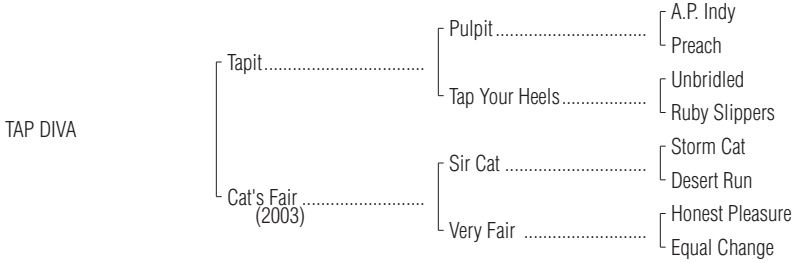 A.P. Indy
Pulpit
Preach
Tapit
Unbridled
Tap Your Heels
Ruby Slippers
TAP DIVA
Storm Cat
Sir Cat
Desert Run
Cat's Fair
(2003)
Honest Pleasure
Very Fair
Equal Change